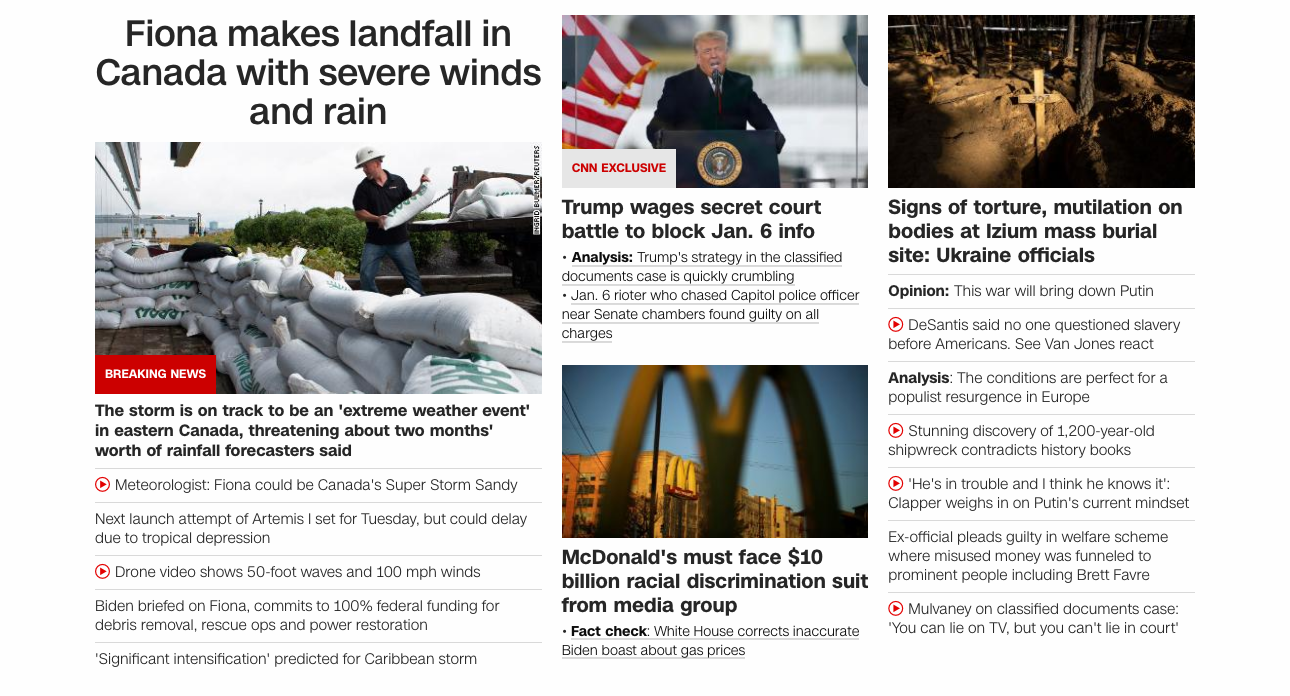 Fiona makes landfall in
Canada with severe winds
and rain
INGRID BULMER/REUTERS
BREAKING NEWS
The storm is on track to be an 'extreme weather event'
in eastern Canada, threatening about two months'
worth of rainfall forecasters said
Meteorologist: Fiona could be Canada's Super Storm Sandy
Next launch attempt of Artemis I set for Tuesday, but could delay
due to tropical depression
Drone video shows 50-foot waves and 100 mph winds
Biden briefed on Fiona, commits to 100% federal funding for
debris removal, rescue ops and power restoration
'Significant intensification' predicted for Caribbean storm
CNN EXCLUSIVE
Trump wages secret court
battle to block Jan. 6 info
• Analysis: Trump's strategy in the classified
documents case is quickly crumbling
• Jan. 6 rioter who chased Capitol police officer
near Senate chambers found guilty on all
charges
McDonald's must face $10
billion racial discrimination suit
from media group
• Fact check: White House corrects inaccurate
Biden boast about gas prices
Signs of torture, mutilation on
bodies at Izium mass burial
site: Ukraine officials
Opinion: This war will bring down Putin
DeSantis said no one questioned slavery
before Americans. See Van Jones react
Analysis: The conditions are perfect for a
populist resurgence in Europe
Stunning discovery of 1,200-year-old
shipwreck contradicts history books
'He's in trouble and I think he knows it':
Clapper weighs in on Putin's current mindset
Ex-official pleads guilty in welfare scheme
where misused money was funneled to
prominent people including Brett Favre
Mulvaney on classified documents case:
'You can lie on TV, but you can't lie in court'